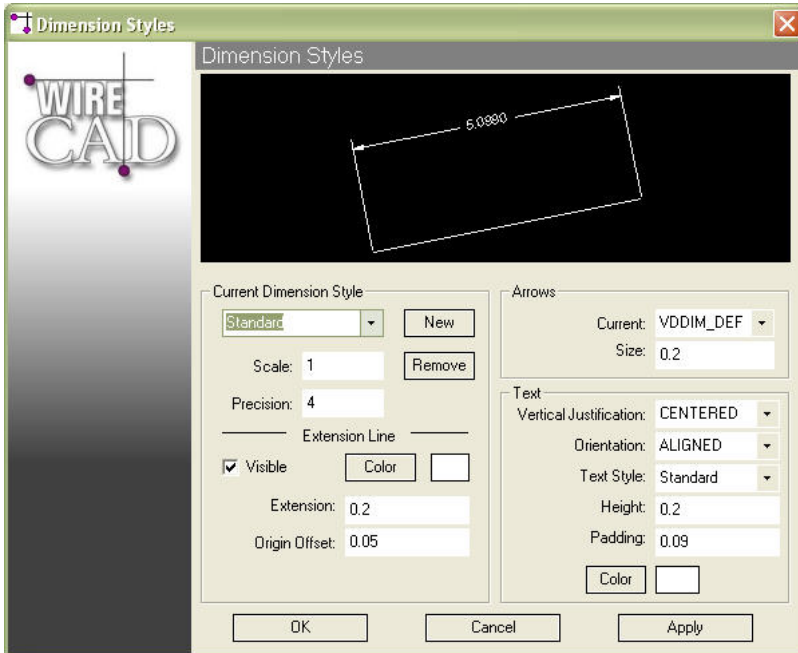 Dimension Styles
Dimension Styles
WIRE
CAD
5.0990
Current Dimension Style
Standard
New
Scale: 1
Remove
Precision: 4
Extension Line
Visible
Color
Extension: 0.2
Origin Offset: 0.05
Arrows
Current: VDDIM_DEF
Size: 0.2
Text
Vertical Justification: CENTERED
Orientation: ALIGNED
Text Style: Standard
Height: 0.2
Padding: 0.09
Color
OK
Cancel
Apply